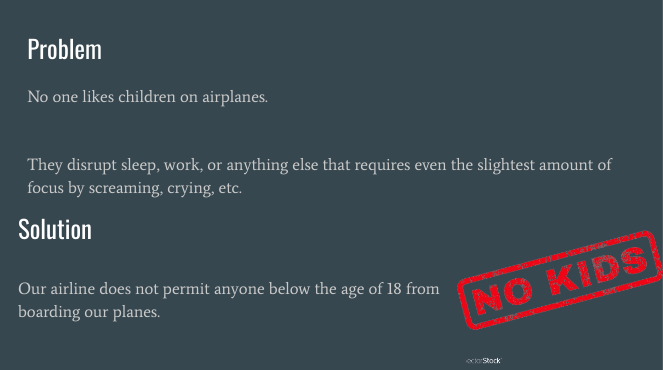 Problem
No one likes children on airplanes.
They disrupt sleep, work, or anything else that requires even the slightest amount of
focus by screaming, crying, etc.
Solution
Our airline does not permit anyone below the age of 18 from
boarding our planes.
NO KIDS
ectorStock